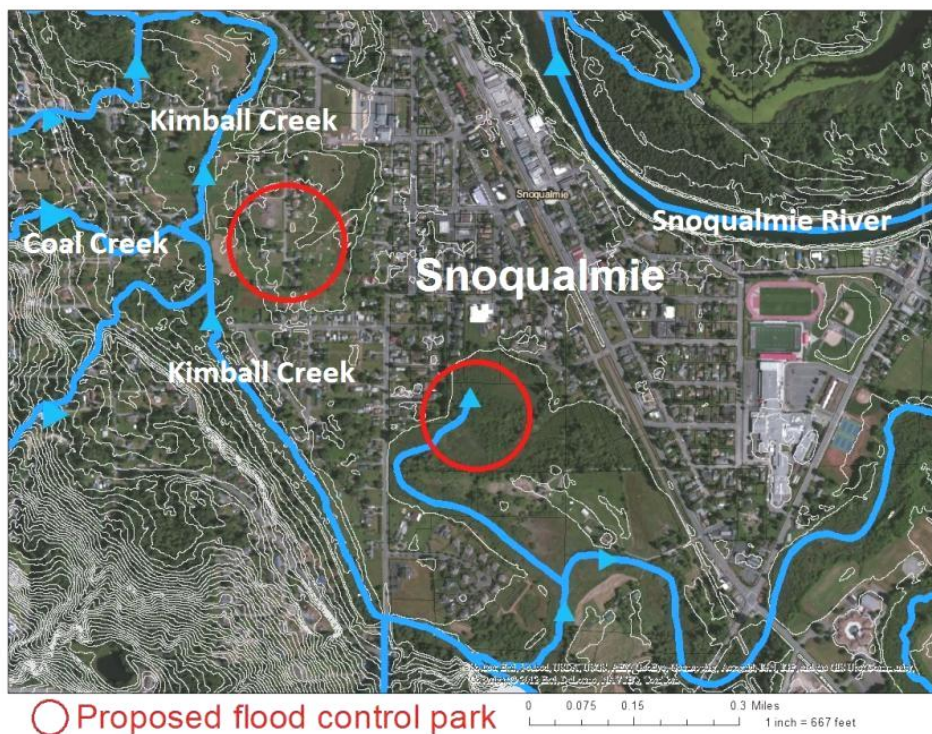 Kimball Creek
Snoqualmie
Snoqualmie River
Coal Creek
Snoqualmie
Kimball Creek
Proposed flood control park
0 0.075 0.15 0.3 Miles
1 inch = 667 feet